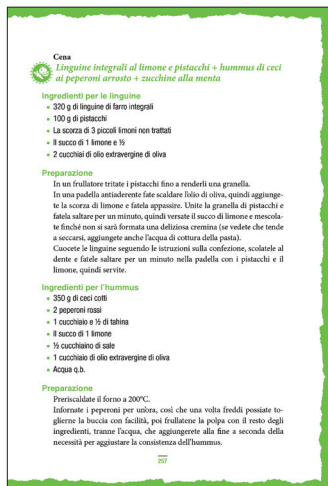 Cena
Linguine integrali al limone e pistacchi + hummus di ceci
ai peperoni arrosto + zucchine alla menta
Ingredienti per le linguine
• 320 g di linguine di farro integrali
• 100 g di pistacchi
• La scorza di 3 piccoli limoni non trattati
• Il succo di 1 limone e ½
• 2 cucchiai di olio extravergine di oliva
Preparazione
In un frullatore tritate i pistacchi fino a renderli una granella.
In una padella antiaderente fate scaldare l'olio di oliva, quindi aggiunge-
te la scorza di limone e fatela appassire. Unite la granella di pistacchi e
fatela saltare per un minuto, quindi versate il succo di limone e mescola-
te finché non si sarà formata una deliziosa cremina (se vedete che tende
a seccarsi, aggiungete anche l'acqua di cottura della pasta).
Cuocete le linguine seguendo le istruzioni sulla confezione, scolatele al
dente e fatele saltare per un minuto nella padella con i pistacchi e il
limone, quindi servite.
Ingredienti per l'hummus
• 350 g di ceci cotti
• 2 peperoni rossi
• 1 cucchiaio e ½ di tahina
• Il succo di 1 limone
• ½ cucchiaino di sale
• 1 cucchiaio di olio extravergine di oliva
• Acqua q.b.
Preparazione
Preriscaldate il forno a 200°C.
Infornate i peperoni per un'ora, così che una volta freddi possiate to-
glierne la buccia con facilità, poi frullatene la polpa con il resto degli
ingredienti, tranne l'acqua, che aggiungerete alla fine a seconda della
necessità per aggiustare la consistenza dell'hummus.
257